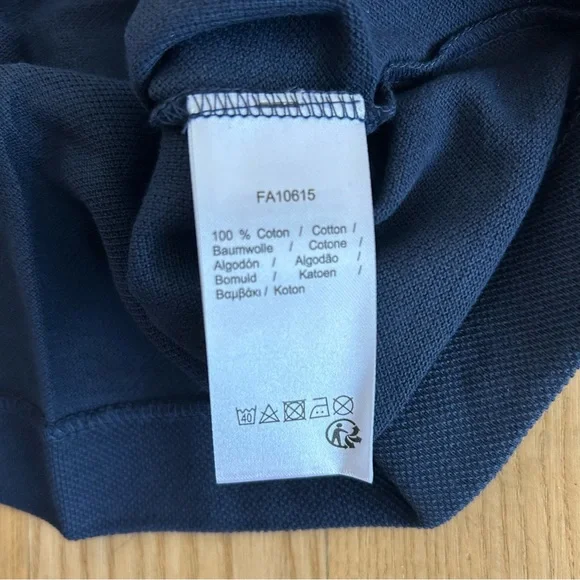 FA10615
100 % Coton / Cotton /
Baumwolle / Cotone /
Algodón / Algodão /
Bomuld / Katoen /
Βαμβάκι / Koton
40